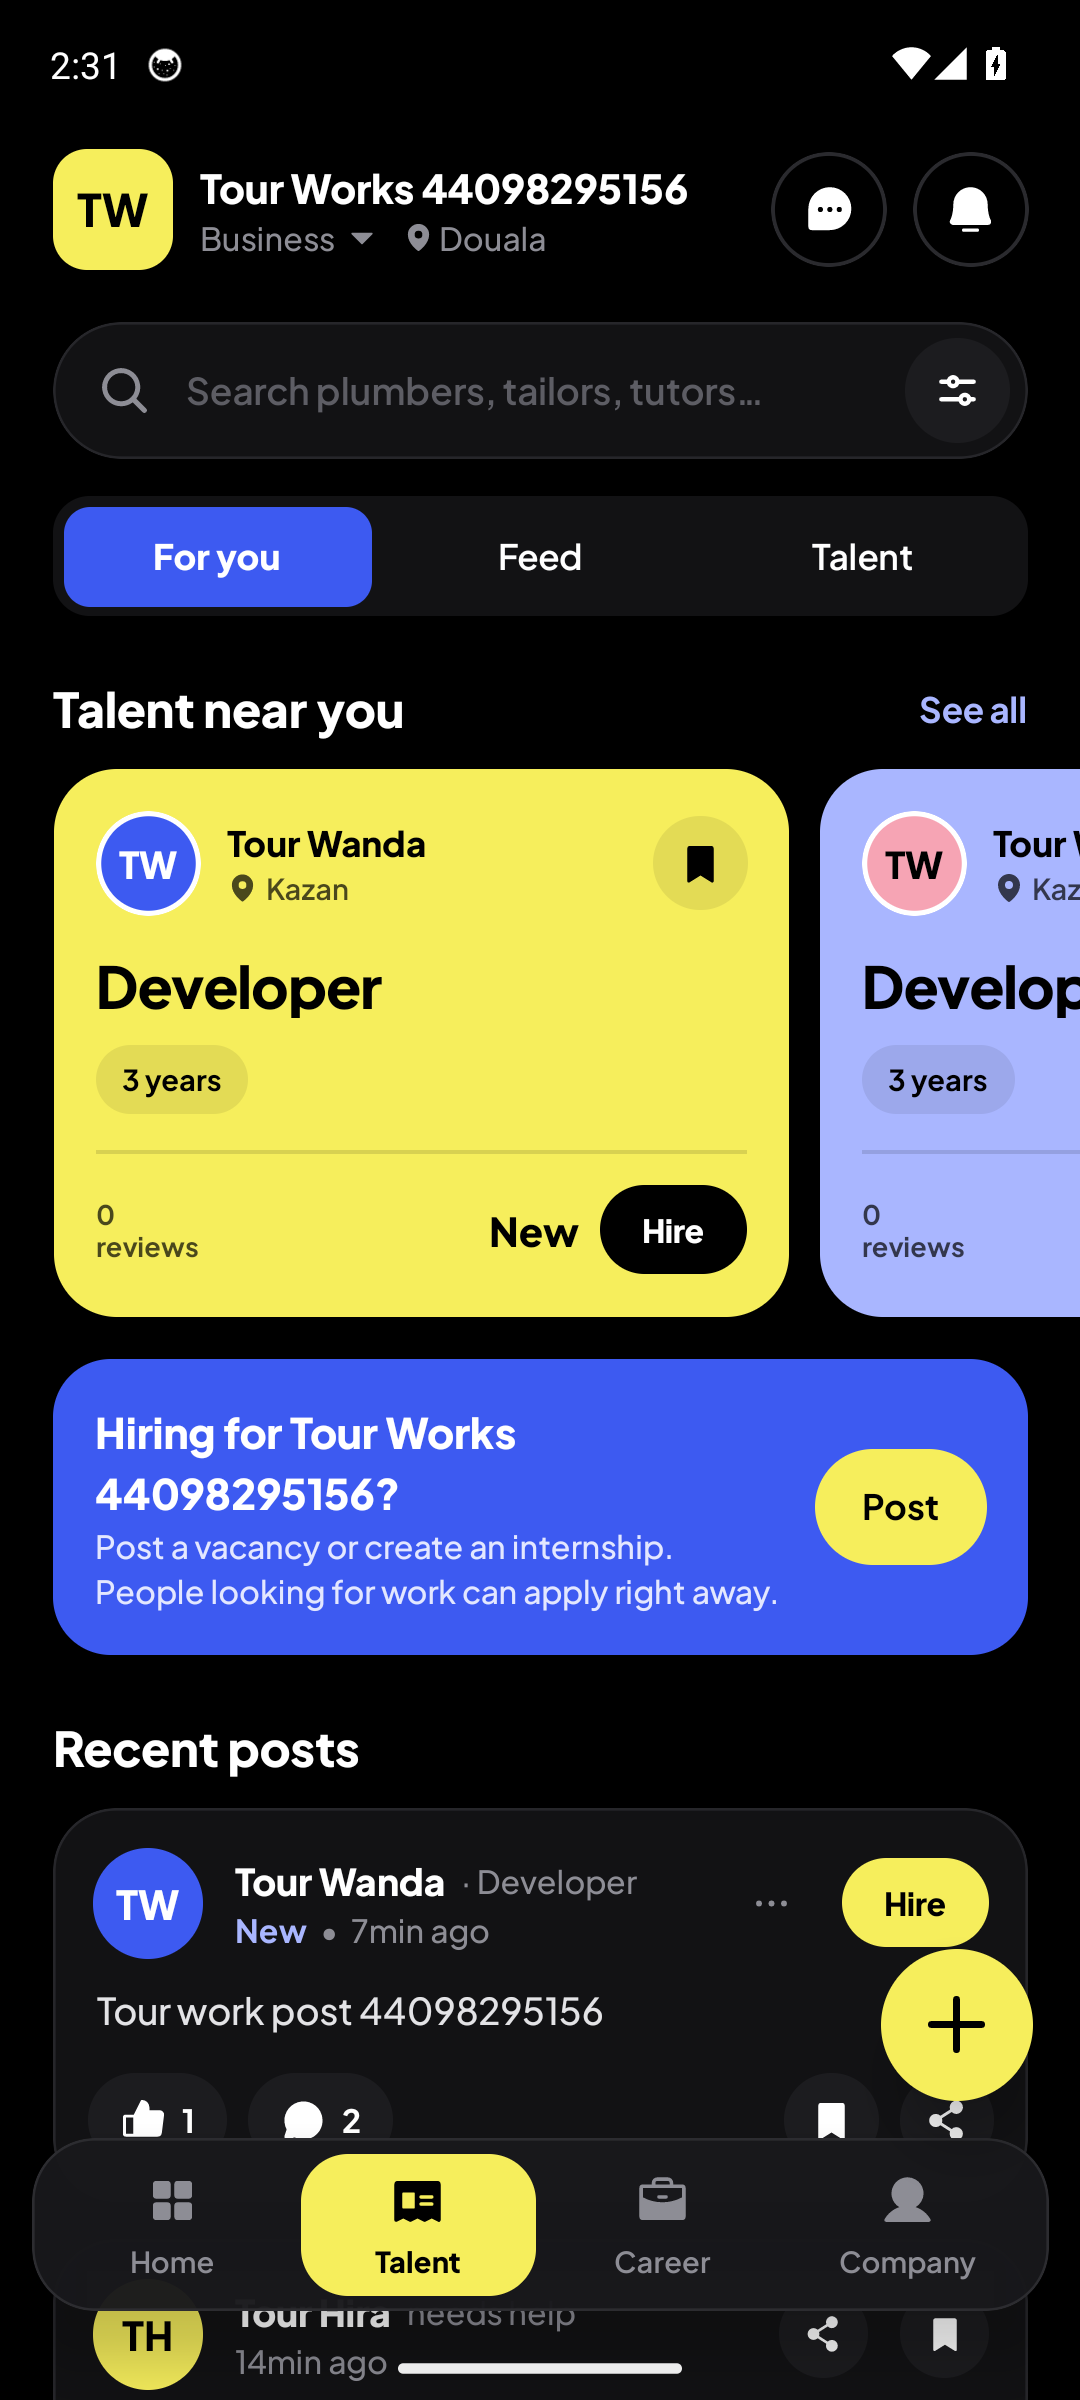 2:31
TW
Tour Works 44098295156
Business
Douala
Search plumbers, tailors, tutors...
For you
Feed
Talent
Talent near you
See all
TW
Tour Wanda
Kazan
Developer
3 years
0
reviews
New
Hire
TW
Tour
Kaz
Develop
3 years
0
reviews
Hiring for Tour Works
44098295156?
Post a vacancy or create an internship.
People looking for work can apply right away.
Post
Recent posts
TW
Tour Wanda · Developer
New • 7min ago
...
Hire
Tour work post 44098295156
1
2
Home
Talent
Career
Company
TH
Tour Hira needs help
14min ago